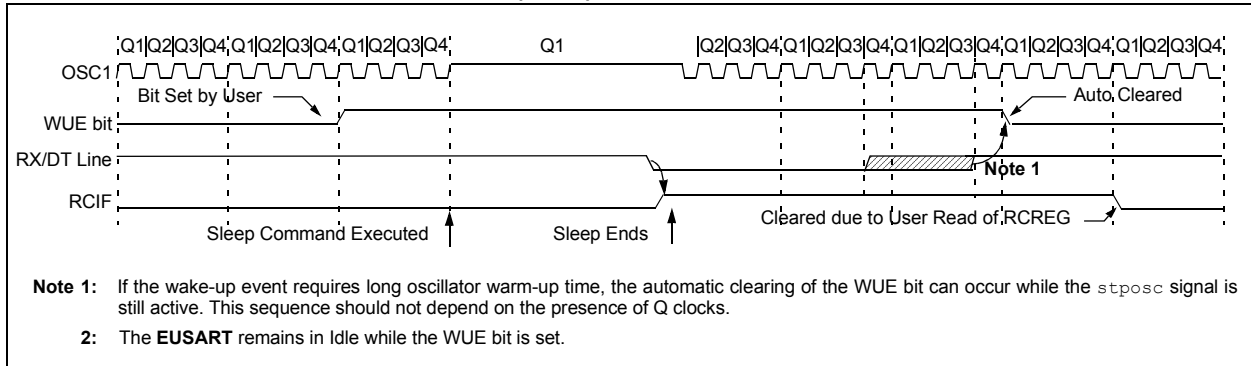 Q1|Q2|Q3|Q4 Q1|Q2|Q3|Q4 Q1|Q2|Q3|Q4 Q1 |Q2|Q3|Q4 Q1|Q2|Q3|Q4 Q1|Q2|Q3|Q4 Q1|Q2|Q3|Q4 Q1|Q2|Q3|Q4
OSC1
Bit Set by User
Auto Cleared
WUE bit
RX/DT Line
Note 1
RCIF
Cleared due to User Read of RCREG
Sleep Command Executed
Sleep Ends
Note 1: If the wake-up event requires long oscillator warm-up time, the automatic clearing of the WUE bit can occur while the stposc signal is
still active. This sequence should not depend on the presence of Q clocks.
2: The EUSART remains in Idle while the WUE bit is set.